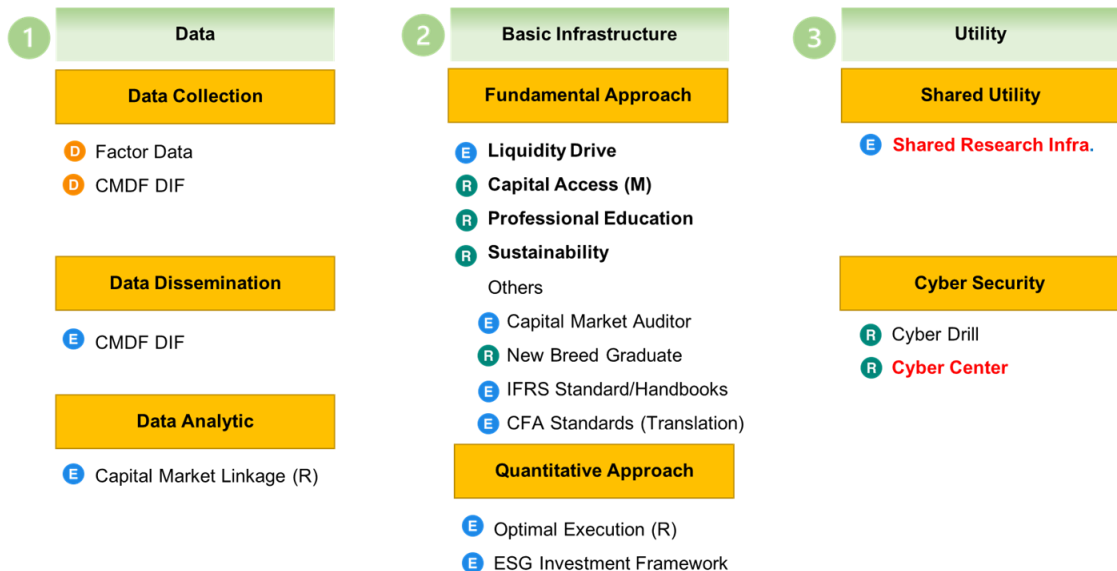 1
Data
Data Collection
D Factor Data
D CMDF DIF
Data Dissemination
E CMDF DIF
Data Analytic
E Capital Market Linkage (R)
2
Basic Infrastructure
Fundamental Approach
E Liquidity Drive
R Capital Access (M)
R Professional Education
R Sustainability
Others
E Capital Market Auditor
R New Breed Graduate
E IFRS Standard/Handbooks
E CFA Standards (Translation)
Quantitative Approach
E Optimal Execution (R)
E ESG Investment Framework
3
Utility
Shared Utility
E Shared Research Infra.
Cyber Security
R Cyber Drill
R Cyber Center